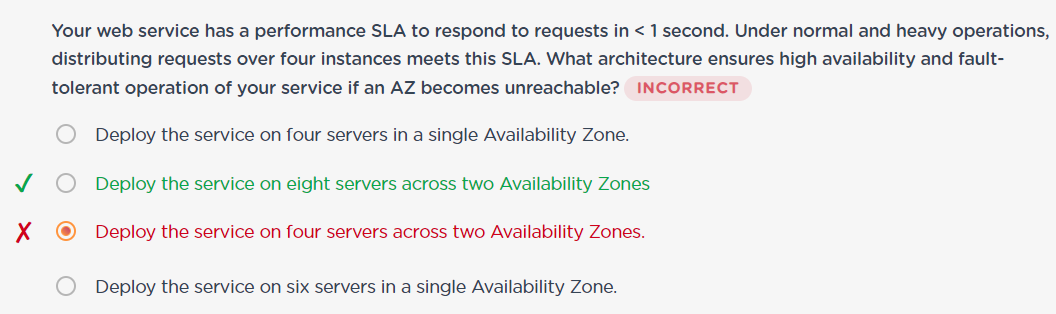 Your web service has a performance SLA to respond to requests in < 1 second. Under normal and heavy operations,
distributing requests over four instances meets this SLA. What architecture ensures high availability and fault-
tolerant operation of your service if an AZ becomes unreachable? INCORRECT
Deploy the service on four servers in a single Availability Zone.
Deploy the service on eight servers across two Availability Zones
Deploy the service on four servers across two Availability Zones.
Deploy the service on six servers in a single Availability Zone.